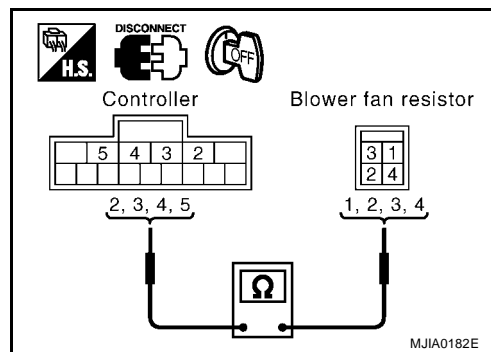 DISCONNECT
H.S.
OFF
Controller
Blower fan resistor
5 4 3 2
3 1
2 4
2, 3, 4, 5
1, 2, 3, 4
Ω
MJIA0182E